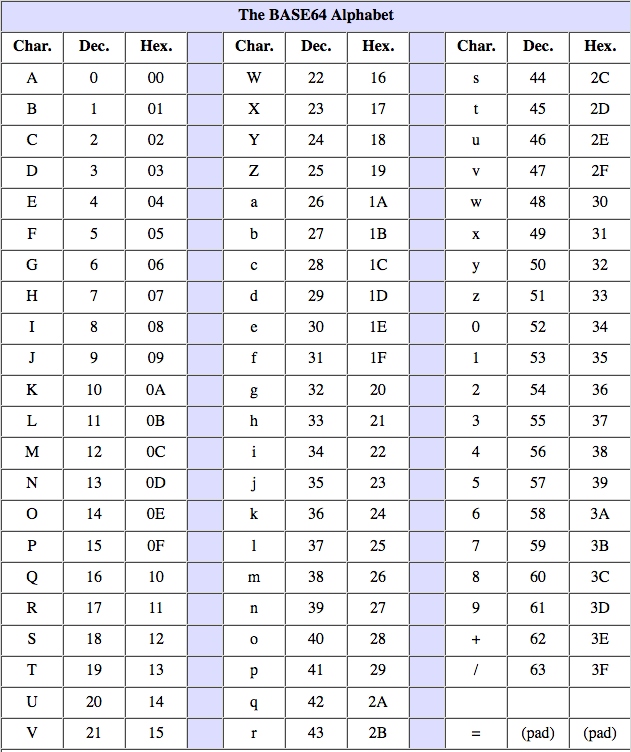 The BASE64 Alphabet
Char. Dec. Hex. Char. Dec. Hex. Char. Dec. Hex.
A 0 00 W 22 16 s 44 2C
B 1 01 X 23 17 t 45 2D
C 2 02 Y 24 18 u 46 2E
D 3 03 Z 25 19 v 47 2F
E 4 04 a 26 1A w 48 30
F 5 05 b 27 1B x 49 31
G 6 06 c 28 1C y 50 32
H 7 07 d 29 1D z 51 33
I 8 08 e 30 1E 0 52 34
J 9 09 f 31 1F 1 53 35
K 10 0A g 32 20 2 54 36
L 11 0B h 33 21 3 55 37
M 12 0C i 34 22 4 56 38
N 13 0D j 35 23 5 57 39
O 14 0E k 36 24 6 58 3A
P 15 0F l 37 25 7 59 3B
Q 16 10 m 38 26 8 60 3C
R 17 11 n 39 27 9 61 3D
S 18 12 o 40 28 + 62 3E
T 19 13 p 41 29 / 63 3F
U 20 14 q 42 2A
V 21 15 r 43 2B = (pad) (pad)